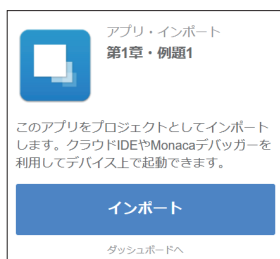 アプリ・インポート
第1章・例題1
このアプリをプロジェクトとしてインポート
します。クラウドIDEやMonacaデバッガーを
利用してデバイス上で起動できます。
インポート
ダッシュボードへ